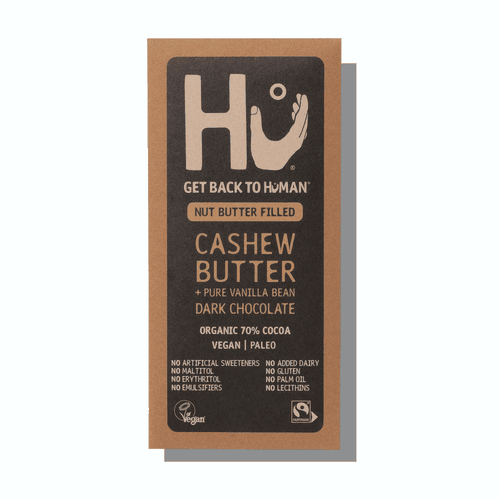 HU®
GET BACK TO HUMAN®
NUT BUTTER FILLED
CASHEW
BUTTER
+ PURE VANILLA BEAN
DARK CHOCOLATE
ORGANIC 70% COCOA
VEGAN | PALEO
NO ARTIFICIAL SWEETENERS
NO MALTITOL
NO ERYTHRITOL
NO EMULSIFIERS
NO ADDED DAIRY
NO GLUTEN
NO PALM OIL
NO LECITHINS
Vegan